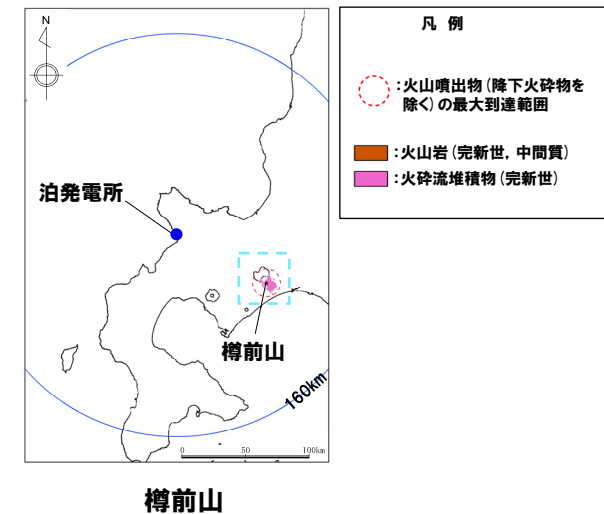 N
泊発電所
樽前山
160km
0 50 100km
樽前山
凡 例
:火山噴出物(降下火砕物を
除く)の最大到達範囲
:火山岩(完新世, 中間質)
:火砕流堆積物(完新世)